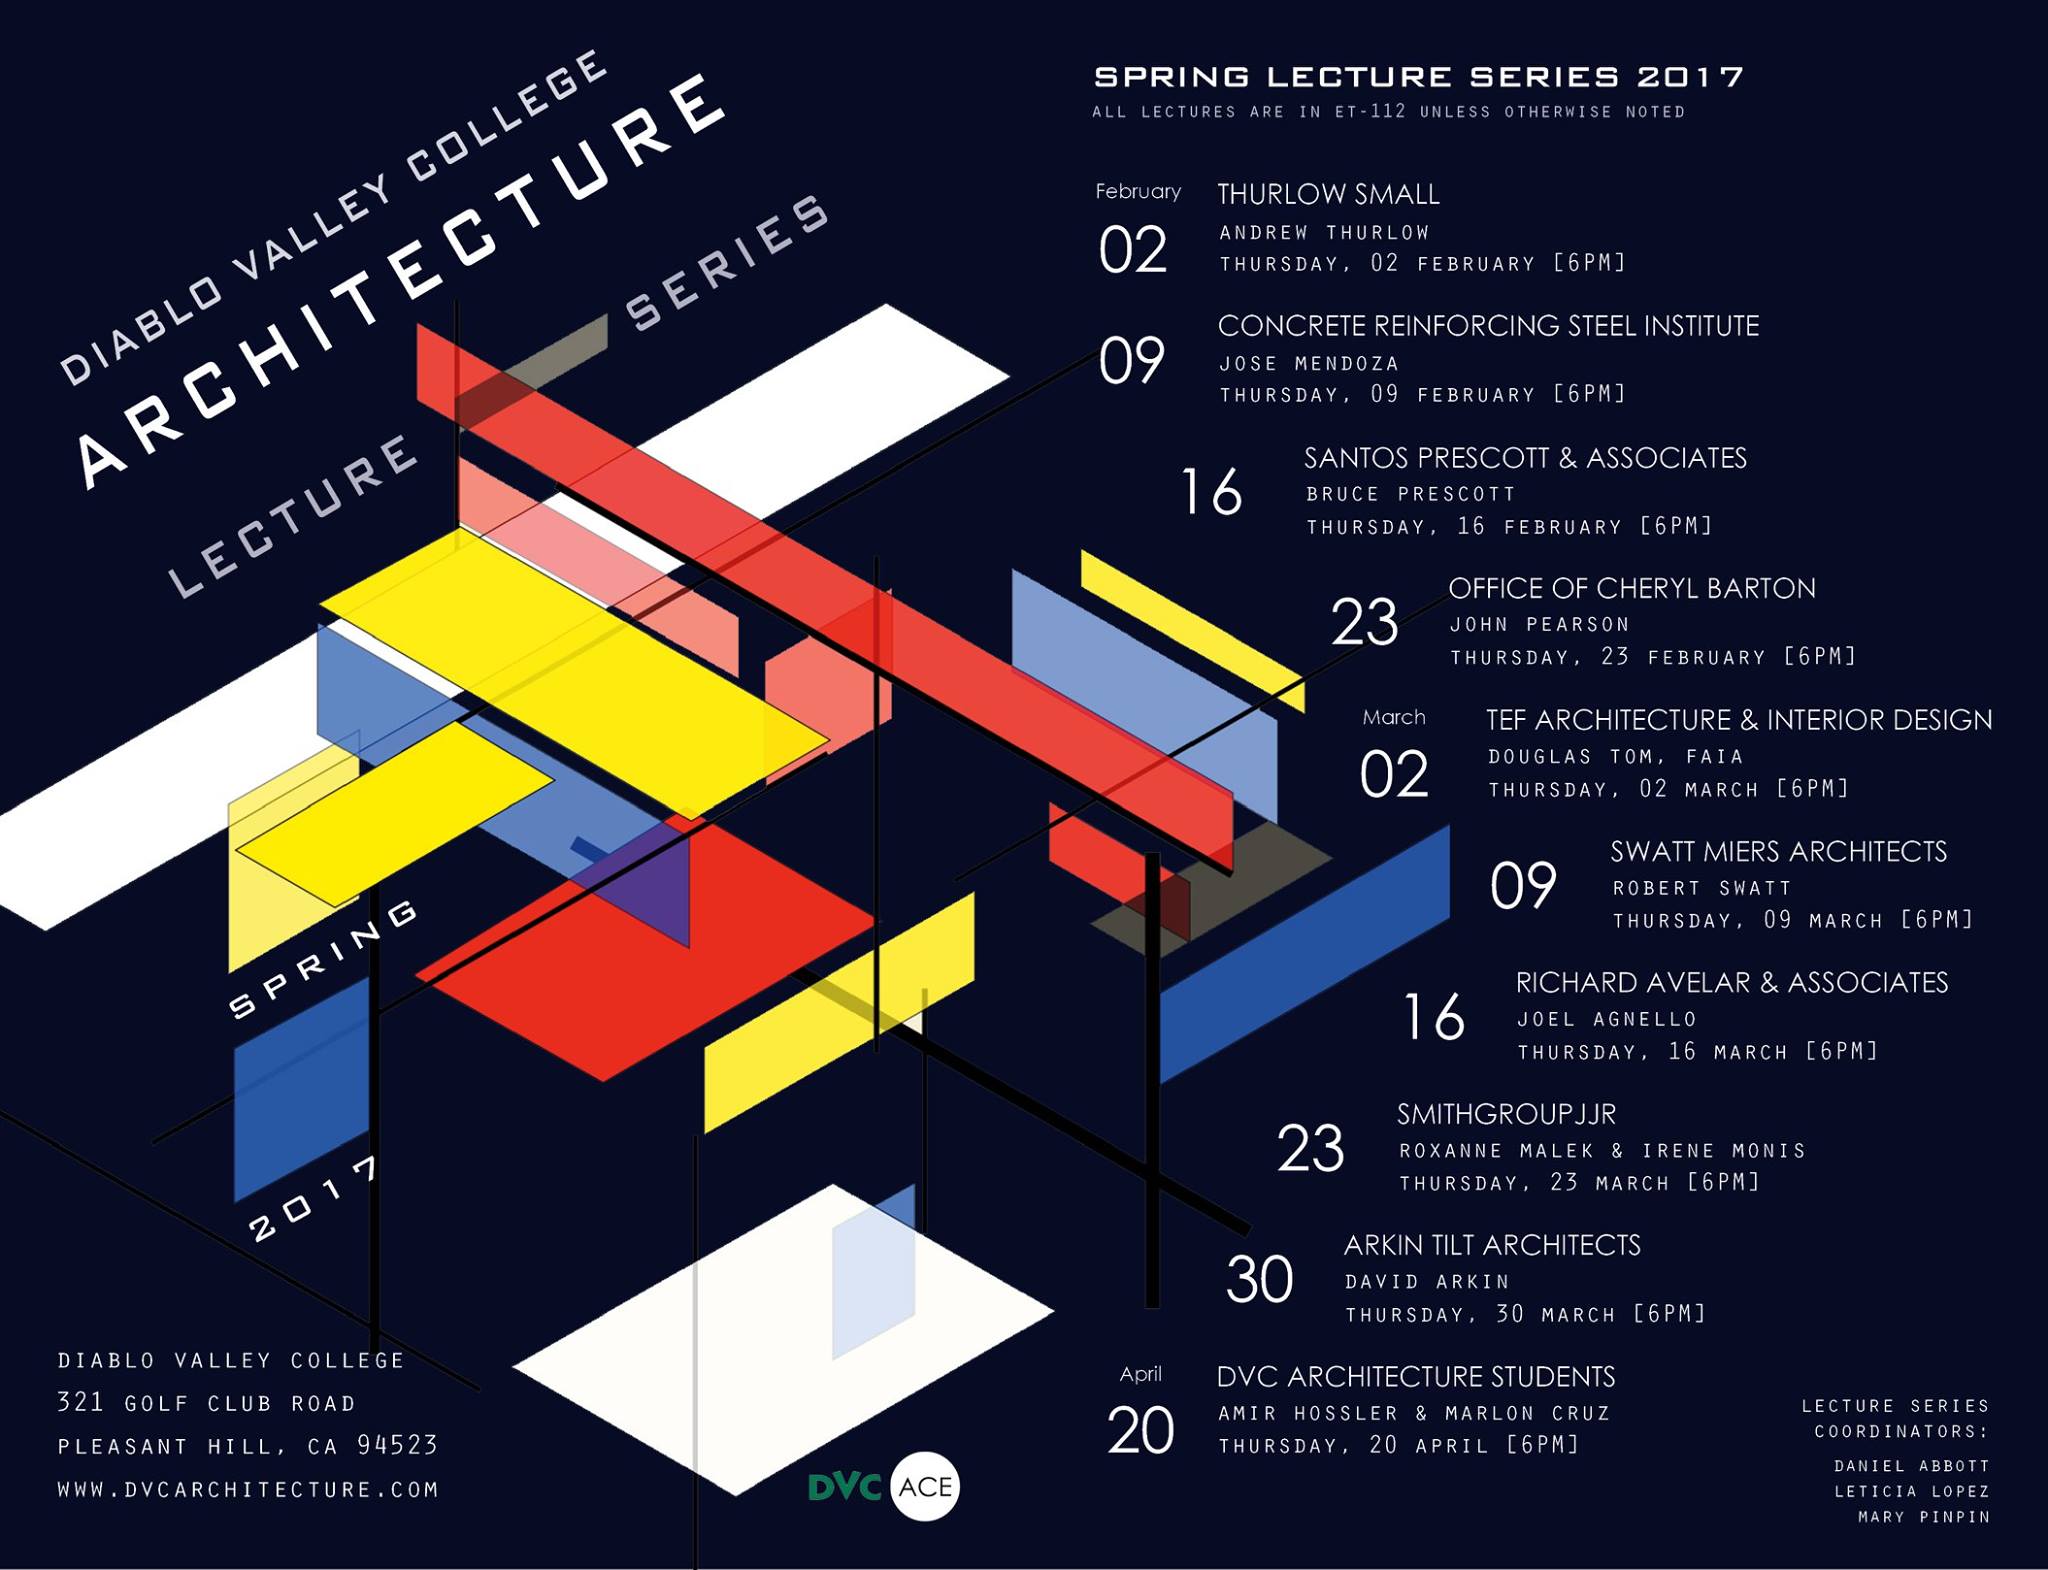 DIABLO VALLEY COLLEGE
ARCHITECTURE
LECTURE SERIES
SPRING
2017
SPRING LECTURE SERIES 2017
ALL LECTURES ARE IN ET-112 UNLESS OTHERWISE NOTED
February
02
THURLOW SMALL
ANDREW THURLOW
THURSDAY, 02 FEBRUARY [6PM]
09
CONCRETE REINFORCING STEEL INSTITUTE
JOSE MENDOZA
THURSDAY, 09 FEBRUARY [6PM]
16
SANTOS PRESCOTT & ASSOCIATES
BRUCE PRESCOTT
THURSDAY, 16 FEBRUARY [6PM]
23
OFFICE OF CHERYL BARTON
JOHN PEARSON
THURSDAY, 23 FEBRUARY [6PM]
March
02
TEF ARCHITECTURE & INTERIOR DESIGN
DOUGLAS TOM, FAIA
THURSDAY, 02 MARCH [6PM]
09
SWATT MIERS ARCHITECTS
ROBERT SWATT
THURSDAY, 09 MARCH [6PM]
16
RICHARD AVELAR & ASSOCIATES
JOEL AGNELLO
THURSDAY, 16 MARCH [6PM]
23
SMITHGROUPJJR
ROXANNE MALEK & IRENE MONIS
THURSDAY, 23 MARCH [6PM]
30
ARKIN TILT ARCHITECTS
DAVID ARKIN
THURSDAY, 30 MARCH [6PM]
April
20
DVC ARCHITECTURE STUDENTS
AMIR HOSSLER & MARLON CRUZ
THURSDAY, 20 APRIL [6PM]
DIABLO VALLEY COLLEGE
321 GOLF CLUB ROAD
PLEASANT HILL, CA 94523
WWW.DVCARCHITECTURE.COM
DVC ACE
LECTURE SERIES
COORDINATORS:
DANIEL ABBOTT
LETICIA LOPEZ
MARY PINPIN